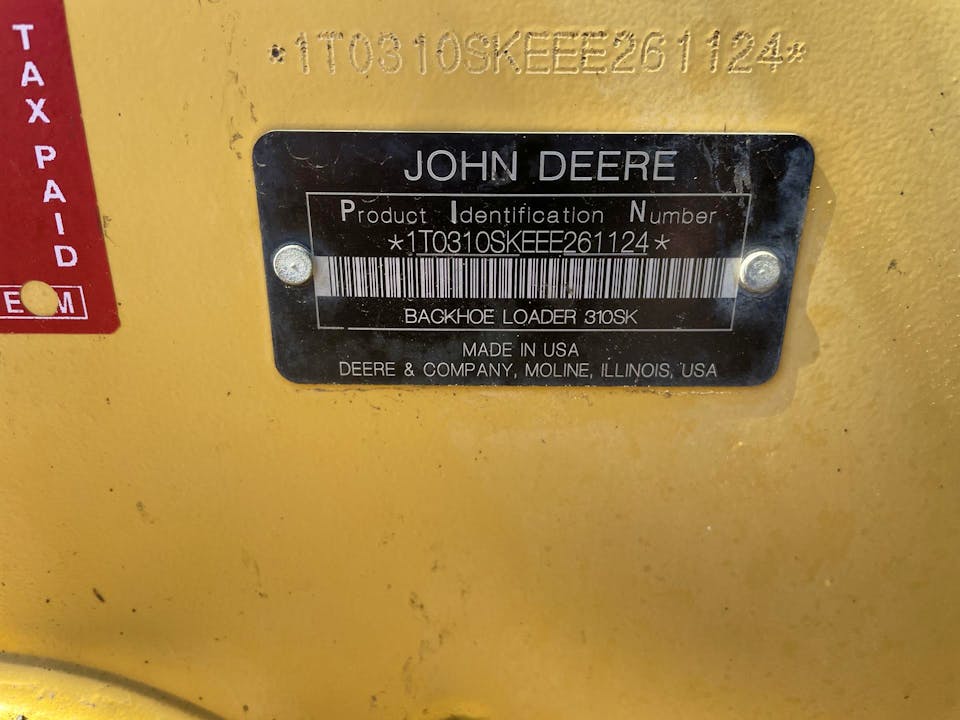 TAX PAID
E M
*1T0310SKEEE261124*
JOHN DEERE
Product Identification Number
*1T0310SKEEE261124*
BACKHOE LOADER 310SK
MADE IN USA
DEERE & COMPANY, MOLINE, ILLINOIS, USA